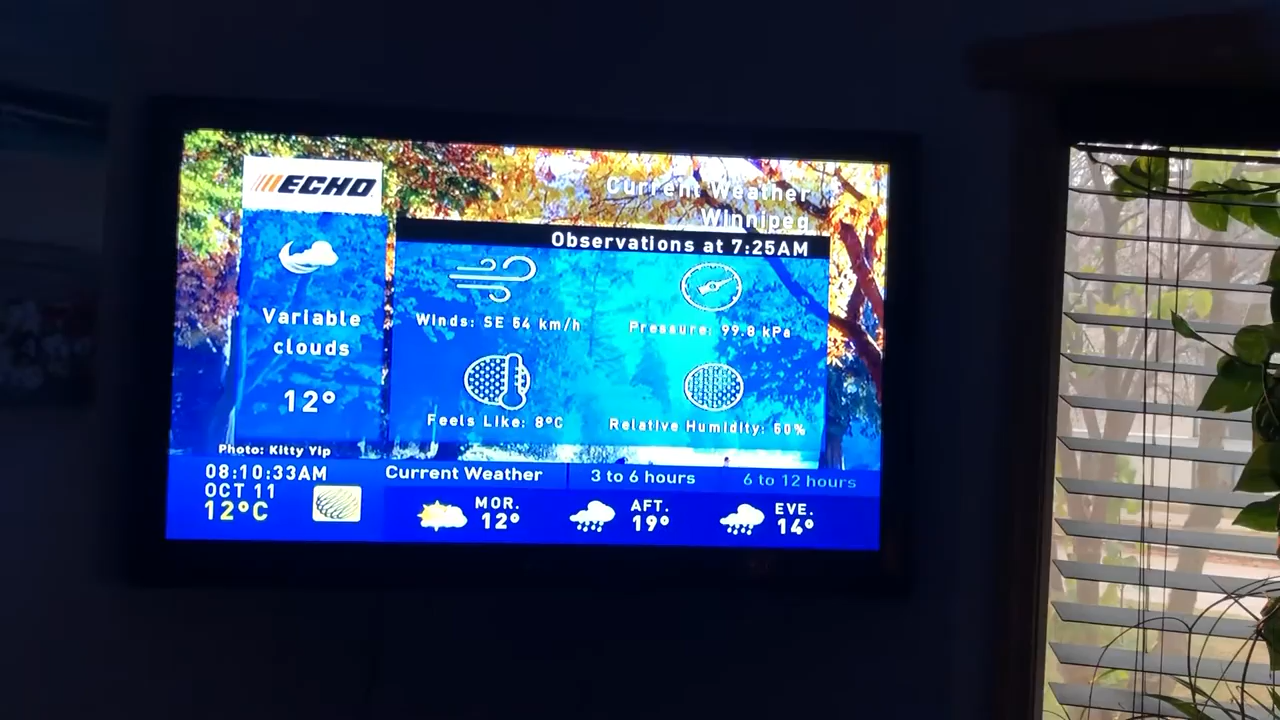 ECHO
Current Weather
Winnipeg
Observations at 7:25AM
Variable
clouds
12°
Winds: SE 54 km/h
Pressure: 99.8 kPa
Feels Like: 8°C
Relative Humidity: 50%
Photo: Kitty Yip
08:10:33AM
OCT 11
12°C
Current Weather
3 to 6 hours
6 to 12 hours
MOR.
12°
AFT.
19°
EVE.
14°